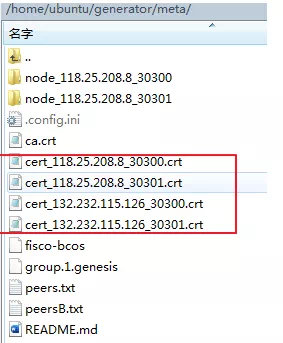 /home/ubuntu/generator/meta/
名字
..
node_118.25.208.8_30300
node_118.25.208.8_30301
.config.ini
ca.crt
cert_118.25.208.8_30300.crt
cert_118.25.208.8_30301.crt
cert_132.232.115.126_30300.crt
cert_132.232.115.126_30301.crt
fisco-bcos
group.1.genesis
peers.txt
peersB.txt
README.md